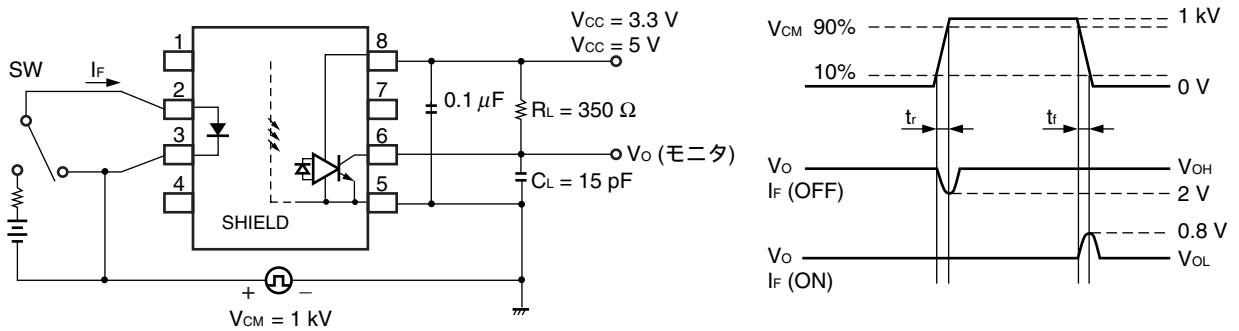 SW
IF
1
2
3
4
8
7
6
5
SHIELD
VCC = 3.3 V
VCC = 5 V
0.1 μF
RL = 350 Ω
VO (モニタ)
CL = 15 pF
+ −
VCM = 1 kV
VCM 90%
10%
1 kV
0 V
tr
tf
VO
IF (OFF)
VOH
2 V
0.8 V
VO
IF (ON)
VOL